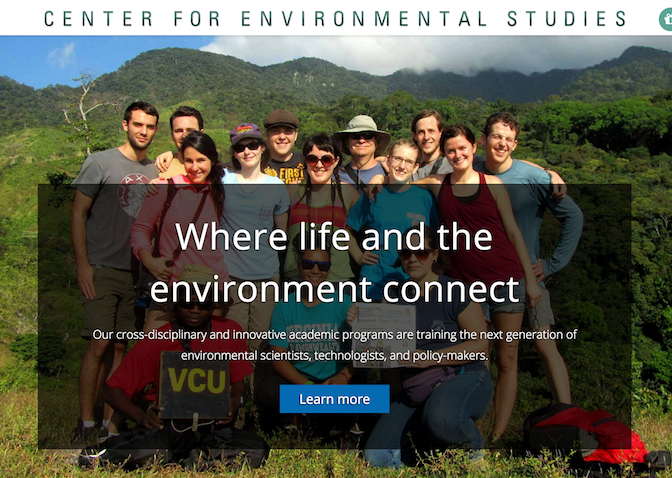 CENTER FOR ENVIRONMENTAL STUDIES
FIRST
Where life and the
environment connect
Our cross-disciplinary and innovative academic programs are training the next generation of
environmental scientists, technologists, and policy-makers.
VCU
Learn more